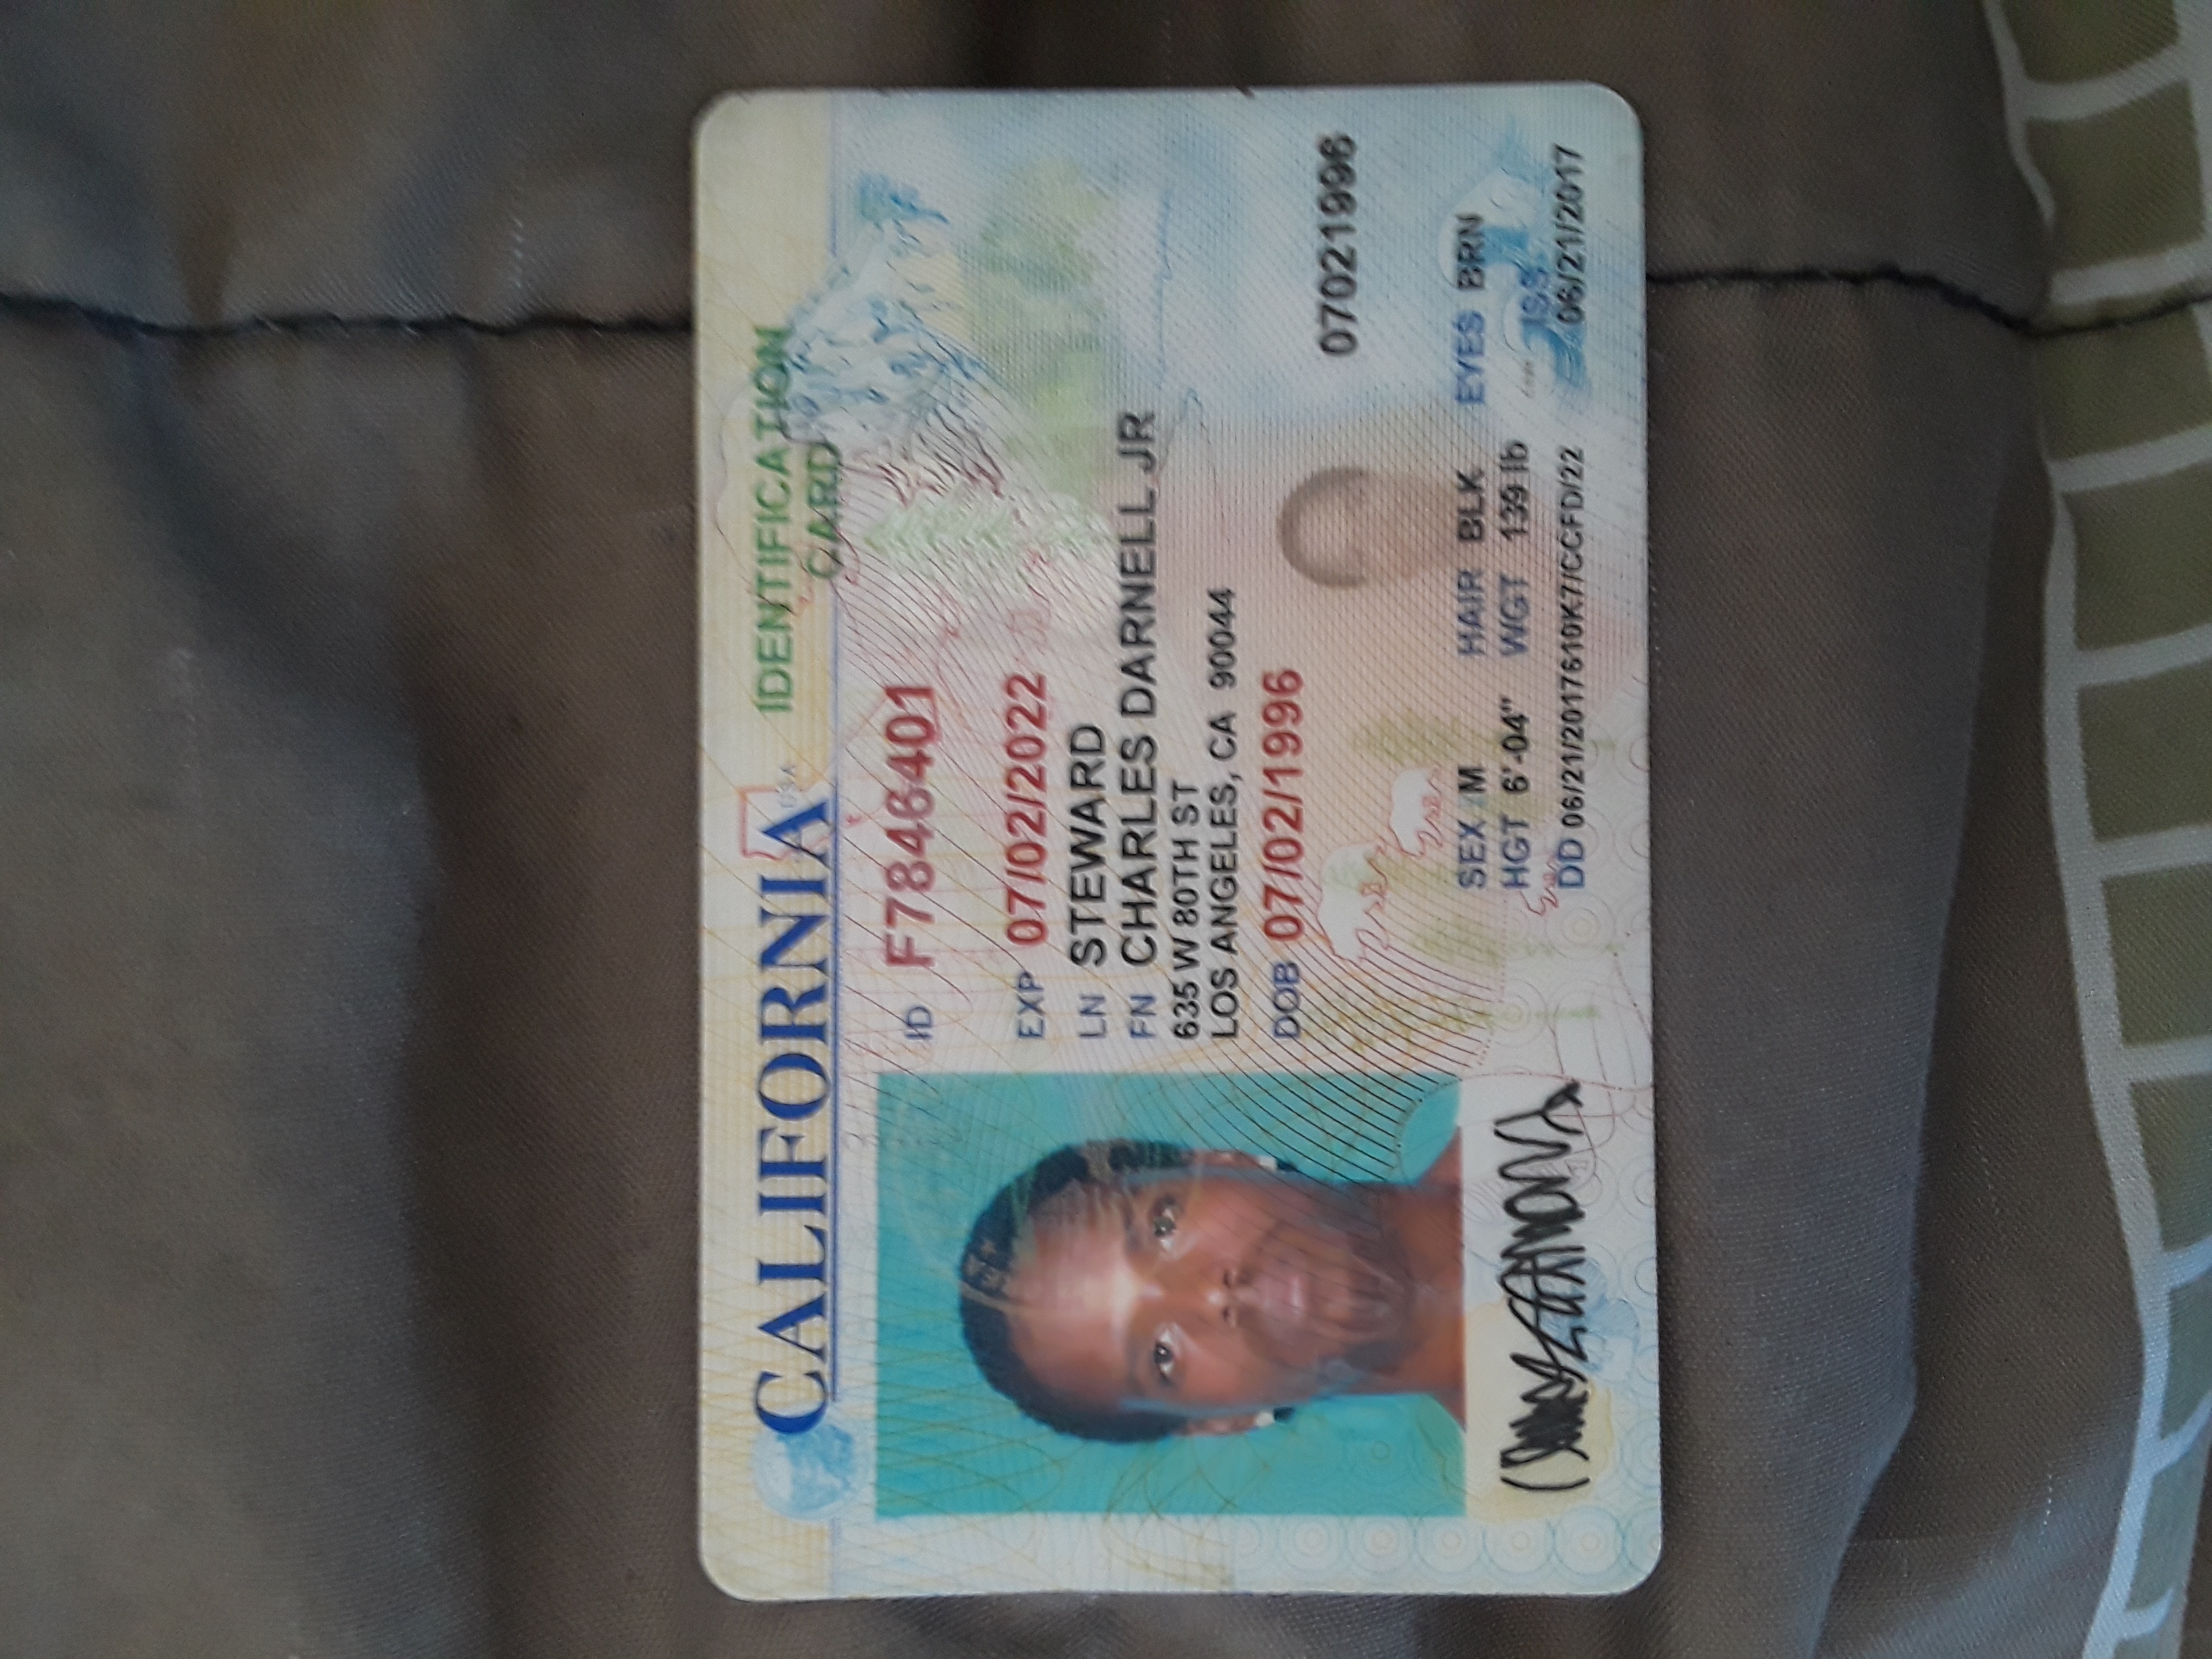 CALIFORNIA USA IDENTIFICATION
CARD
ID F7846401
EXP 07/02/2022
LN STEWARD
FN CHARLES DARNELL JR
635 W 80TH ST
LOS ANGELES, CA 90044
DOB 07/02/1996
07021996
SEX M HAIR BLK EYES BRN
HGT 6'-04" WGT 139 lb ISS
DD 06/21/2017610K7/CCFD/22 06/21/2017